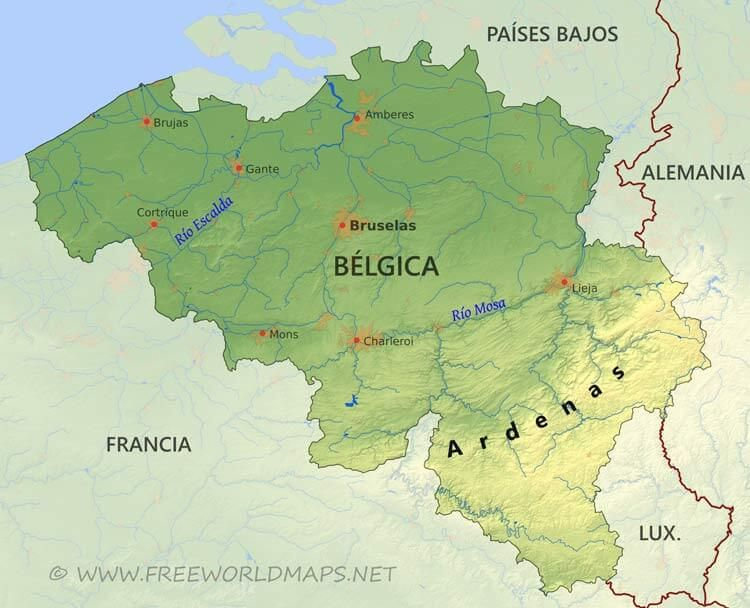 PAÍSES BAJOS
Amberes
Brujas
Gante
ALEMANIA
Cortrique
Río Escalda
Bruselas
BÉLGICA
Lieja
Río Mosa
Mons
Charleroi
Ardenas
FRANCIA
LUX.
© WWW.FREEWORLDMAPS.NET